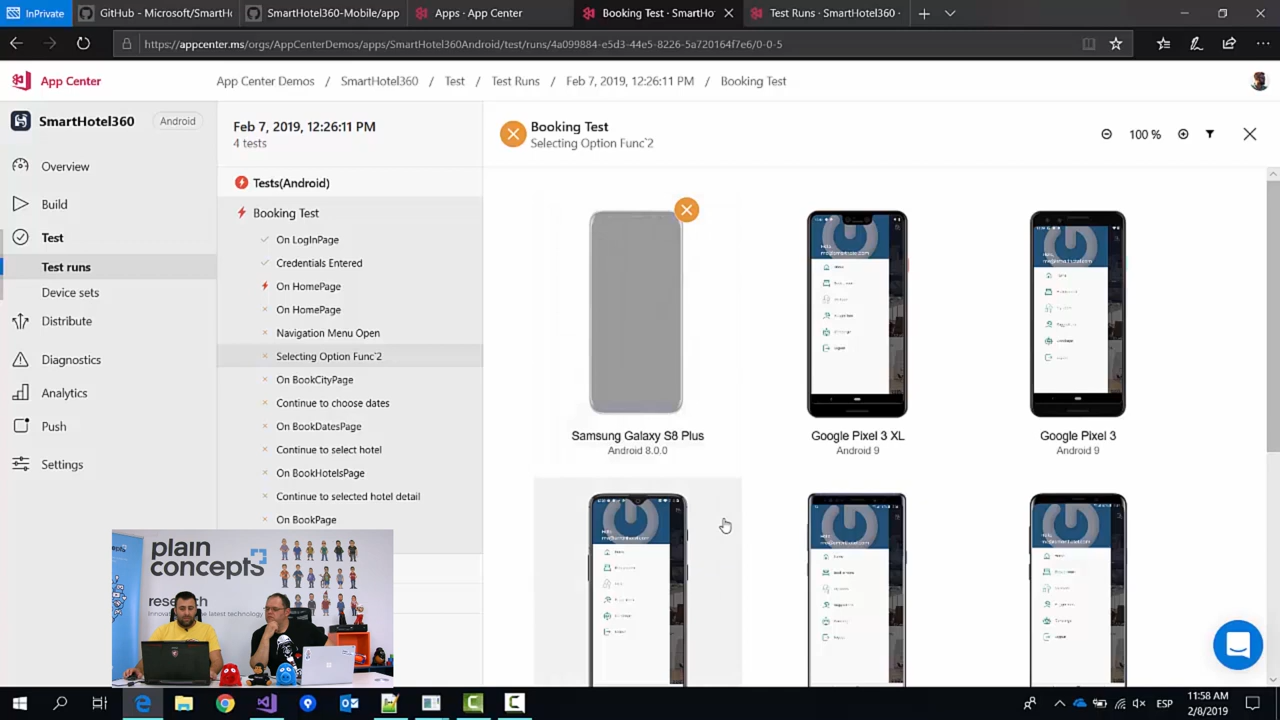 InPrivate
GitHub - Microsoft/SmartHo
SmartHotel360-Mobile/app
Apps · App Center
Booking Test · SmartHo
Test Runs · SmartHotel360 ·
https://appcenter.ms/orgs/AppCenterDemos/apps/SmartHotel360Android/test/runs/4a099884-e5d3-44e5-8226-5a720164f7e6/0-0-5
App Center
App Center Demos
SmartHotel360
Test
Test Runs
Feb 7, 2019, 12:26:11 PM
Booking Test
SmartHotel360
Android
Overview
Build
Test
Test runs
Device sets
Distribute
Diagnostics
Analytics
Push
Settings
Feb 7, 2019, 12:26:11 PM
4 tests
Tests(Android)
Booking Test
On LogInPage
Credentials Entered
On HomePage
On HomePage
Navigation Menu Open
Selecting Option Func`2
On BookCityPage
Continue to choose dates
On BookDatesPage
Continue to select hotel
On BookHotelsPage
Continue to selected hotel detail
On BookPage
Booking Test
Selecting Option Func`2
100 %
Samsung Galaxy S8 Plus
Android 8.0.0
Google Pixel 3 XL
Android 9
Google Pixel 3
Android 9
plain
concepts
research
ESP
11:58 AM
2/8/2019